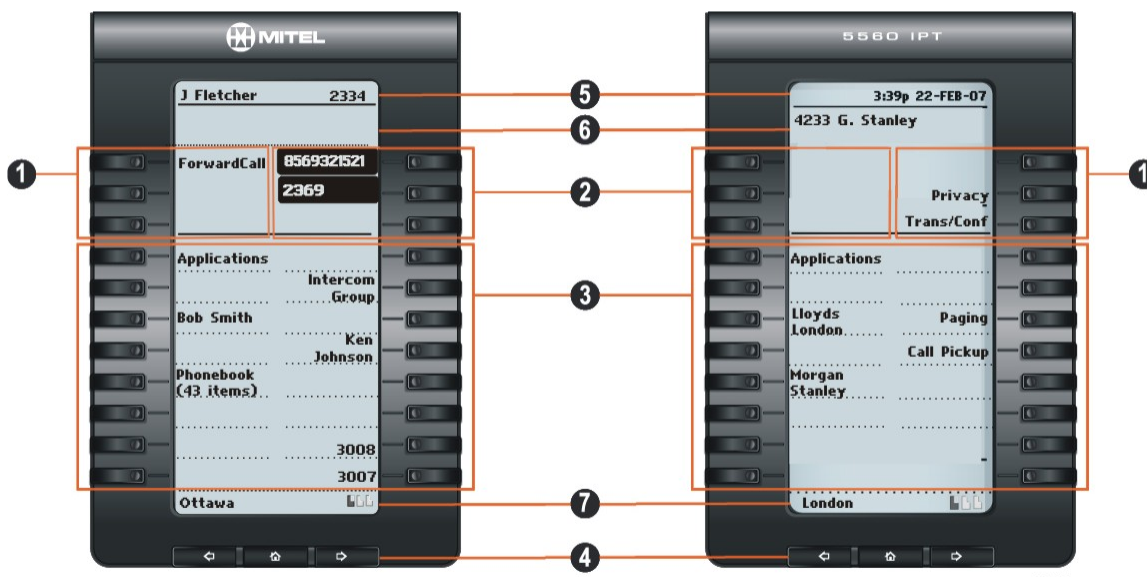 MITEL
J Fletcher 2334
ForwardCall 8569321521
2369
Applications
Intercom
Group
Bob Smith
Ken
Johnson
Phonebook
(43 items)
3008
3007
Ottawa
1
5
6
2
3
7
4
5560 IPT
3:39p 22-FEB-07
4233 G. Stanley
Privacy
Trans/Conf
Applications
Lloyds
London
Paging
Call Pickup
Morgan
Stanley
London
1